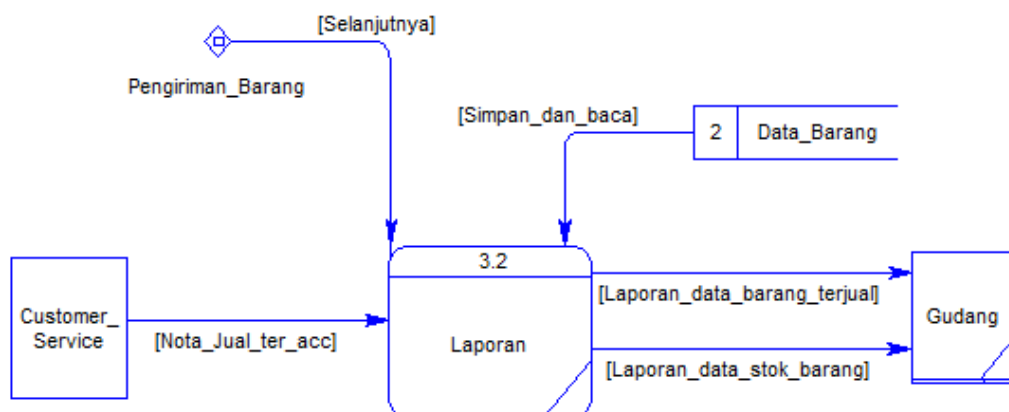 [Selanjutnya]
Pengiriman_Barang
[Simpan_dan_baca]
2 Data_Barang
3.2
Customer_
Service
[Nota_Jual_ter_acc]
Laporan
[Laporan_data_barang_terjual]
[Laporan_data_stok_barang]
Gudang